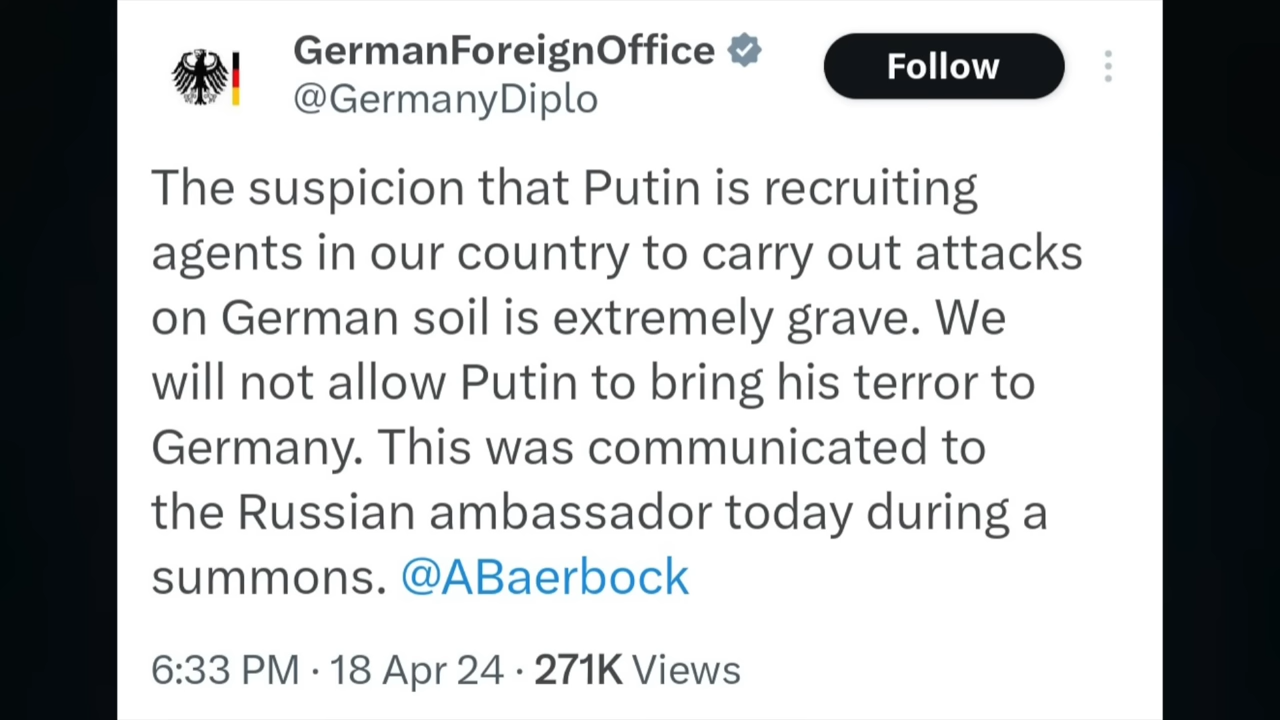 GermanForeignOffice
@GermanyDiplo
Follow
The suspicion that Putin is recruiting
agents in our country to carry out attacks
on German soil is extremely grave. We
will not allow Putin to bring his terror to
Germany. This was communicated to
the Russian ambassador today during a
summons. @ABaerbock
6:33 PM · 18 Apr 24 · 271K Views